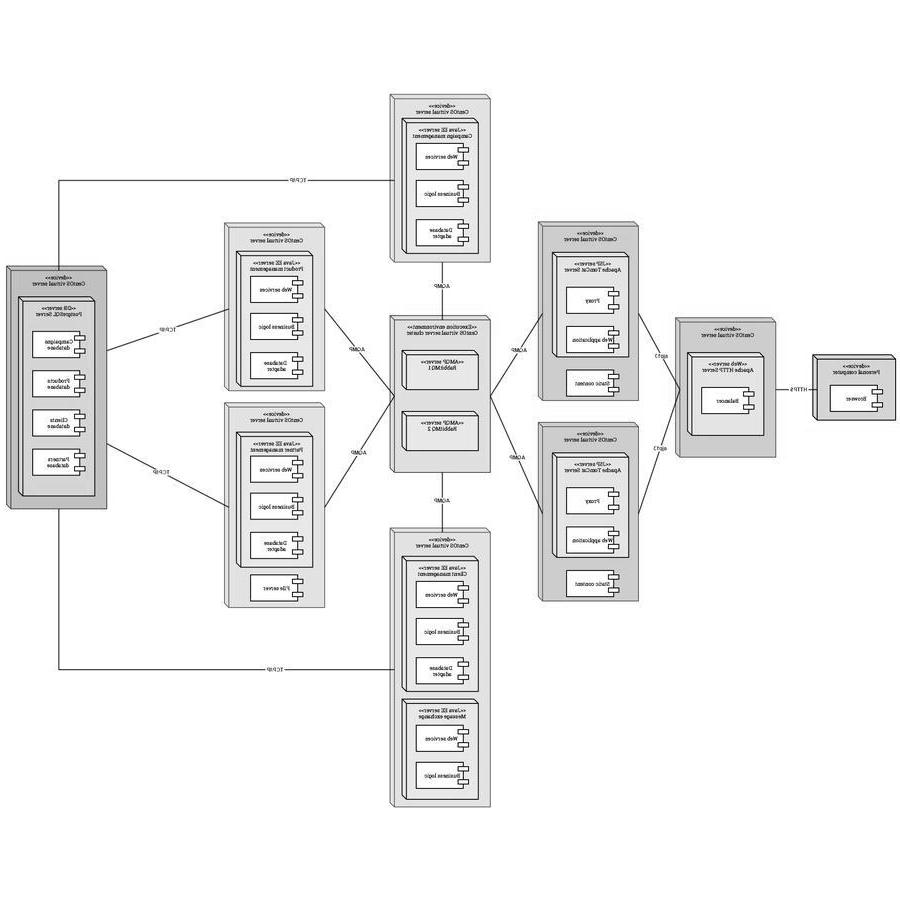 <<device>>
CentOS virtual server
<<Java EE server>>
Campaign management
Web services
Business logic
Database
adapter
TCP/IP
<<device>>
CentOS virtual server
<<JSP server>>
Apache TomCat Server
Proxy
Web application
Static content
<<device>>
CentOS virtual server
<<Java EE server>>
Product management
Web services
Business logic
Database
adapter
AQMP
<<device>>
CentOS virtual server
<<DB server>>
PostgreSQL Server
Campaigns
database
Products
database
Clients
database
Partners
database
TCP/IP
TCP/IP
<<Execution environment>>
CentOS virtual server cluster
<<AMQP server>>
RabbitMQ 1
<<AMQP server>>
RabbitMQ 2
AQMP
AQMP
AQMP
AQMP
AQMP
ajp13
ajp13
<<device>>
CentOS virtual server
<<Web server>>
Apache HTTP Server
Balancer
HTTPS
<<device>>
Personal computer
Browser
<<device>>
CentOS virtual server
<<Java EE server>>
Partner management
Web services
Business logic
Database
adapter
File server
<<device>>
CentOS virtual server
<<JSP server>>
Apache TomCat Server
Proxy
Web application
Static content
<<device>>
CentOS virtual server
<<Java EE server>>
Client management
Web services
Business logic
Database
adapter
TCP/IP
<<Java EE server>>
Message exchange
Web services
Business logic